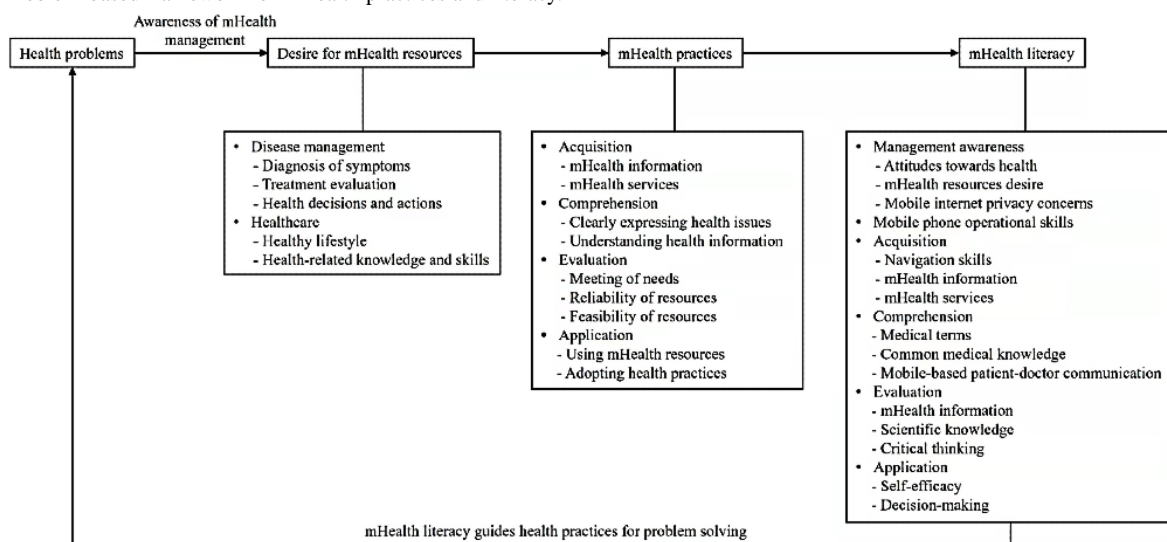 Awareness of mHealth
management
Health problems
Desire for mHealth resources
mHealth practices
mHealth literacy
• Disease management
- Diagnosis of symptoms
- Treatment evaluation
- Health decisions and actions
• Healthcare
- Healthy lifestyle
- Health-related knowledge and skills
• Acquisition
- mHealth information
- mHealth services
• Comprehension
- Clearly expressing health issues
- Understanding health information
• Evaluation
- Meeting of needs
- Reliability of resources
- Feasibility of resources
• Application
- Using mHealth resources
- Adopting health practices
• Management awareness
- Attitudes towards health
- mHealth resources desire
- Mobile internet privacy concerns
• Mobile phone operational skills
• Acquisition
- Navigation skills
- mHealth information
- mHealth services
• Comprehension
- Medical terms
- Common medical knowledge
- Mobile-based patient-doctor communication
• Evaluation
- mHealth information
- Scientific knowledge
- Critical thinking
• Application
- Self-efficacy
- Decision-making
mHealth literacy guides health practices for problem solving